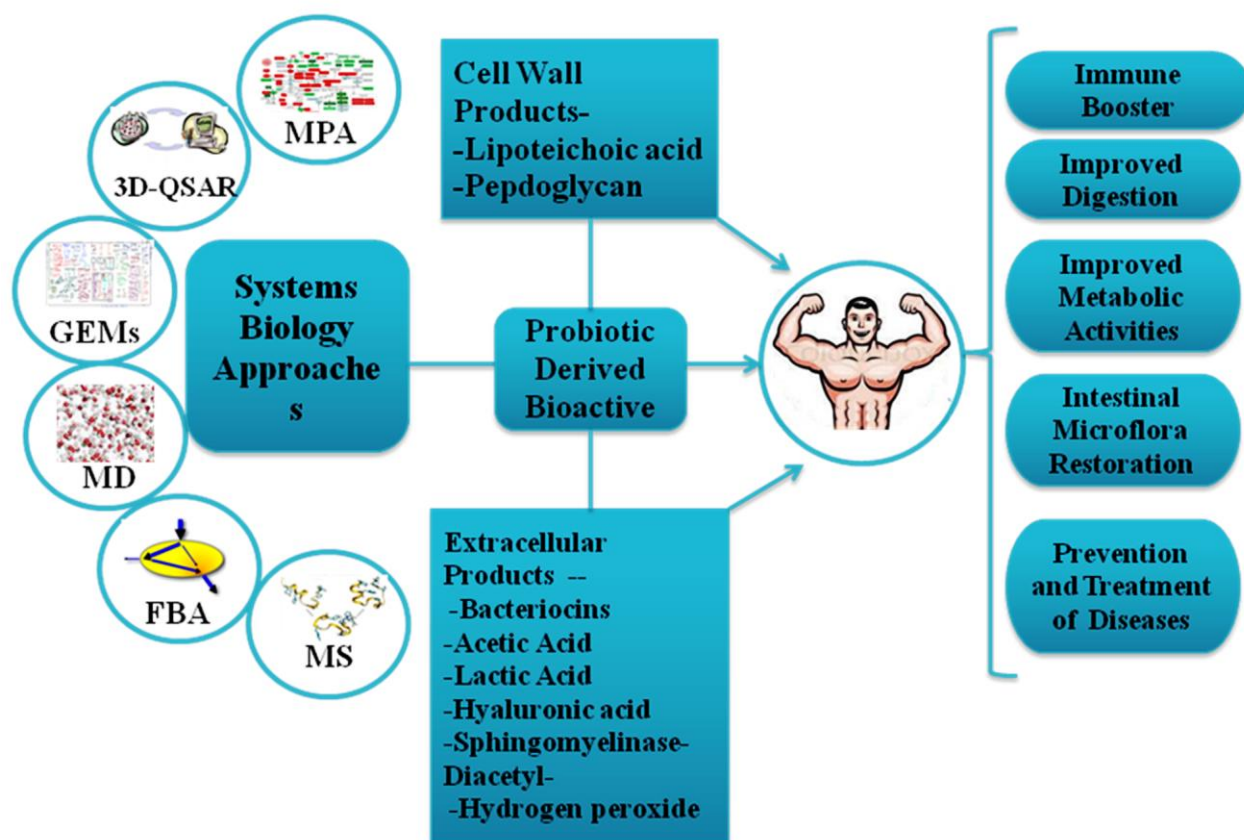 MPA
3D-QSAR
GEMs
MD
FBA
MS
Systems
Biology
Approache
s
Cell Wall
Products-
-Lipoteichoic acid
-Pepdoglycan
Probiotic
Derived
Bioactive
Extracellular
Products --
-Bacteriocins
-Acetic Acid
-Lactic Acid
-Hyaluronic acid
-Sphingomyelinase-
Diacetyl-
-Hydrogen peroxide
Immune
Booster
Improved
Digestion
Improved
Metabolic
Activities
Intestinal
Microflora
Restoration
Prevention
and Treatment
of Diseases